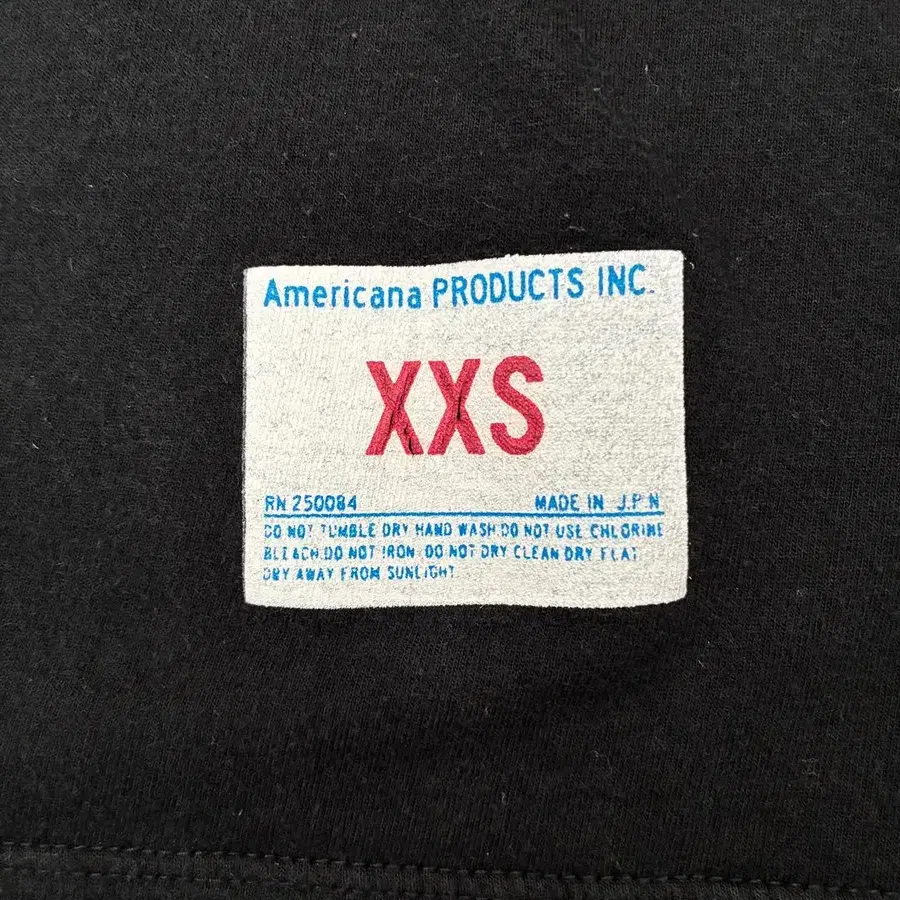 Americana PRODUCTS INC.
XXS
RN 250084 MADE IN J.P N
DO NOT TUMBLE DRY HAND WASH DO NOT USE CHLORINE
BLEACH DO NOT IRON DO NOT DRY CLEAN DRY FLAT
DRY AWAY FROM SUNLIGHT